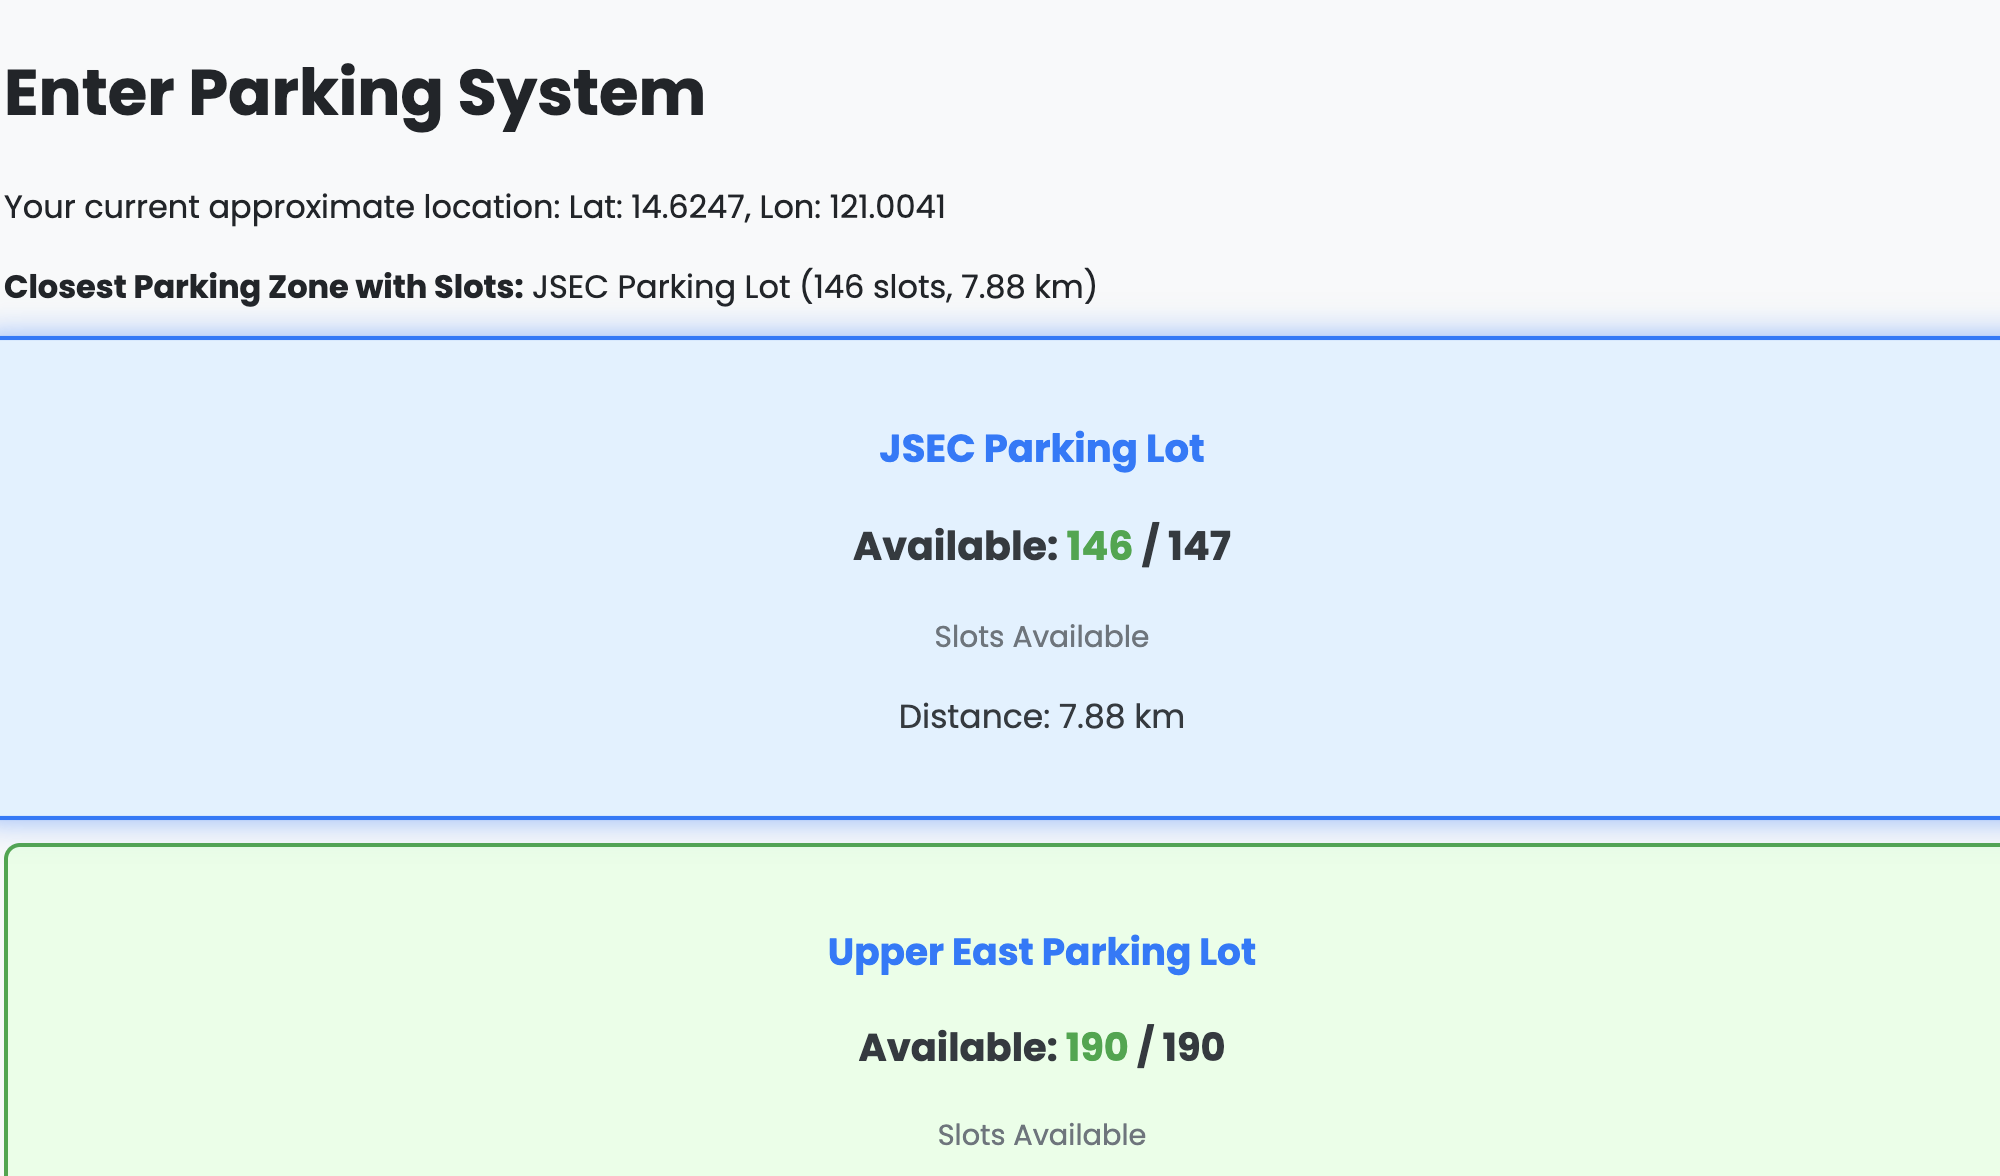 Enter Parking System
Your current approximate location: Lat: 14.6247, Lon: 121.0041
Closest Parking Zone with Slots: JSEC Parking Lot (146 slots, 7.88 km)
JSEC Parking Lot
Available: 146 / 147
Slots Available
Distance: 7.88 km
Upper East Parking Lot
Available: 190 / 190
Slots Available